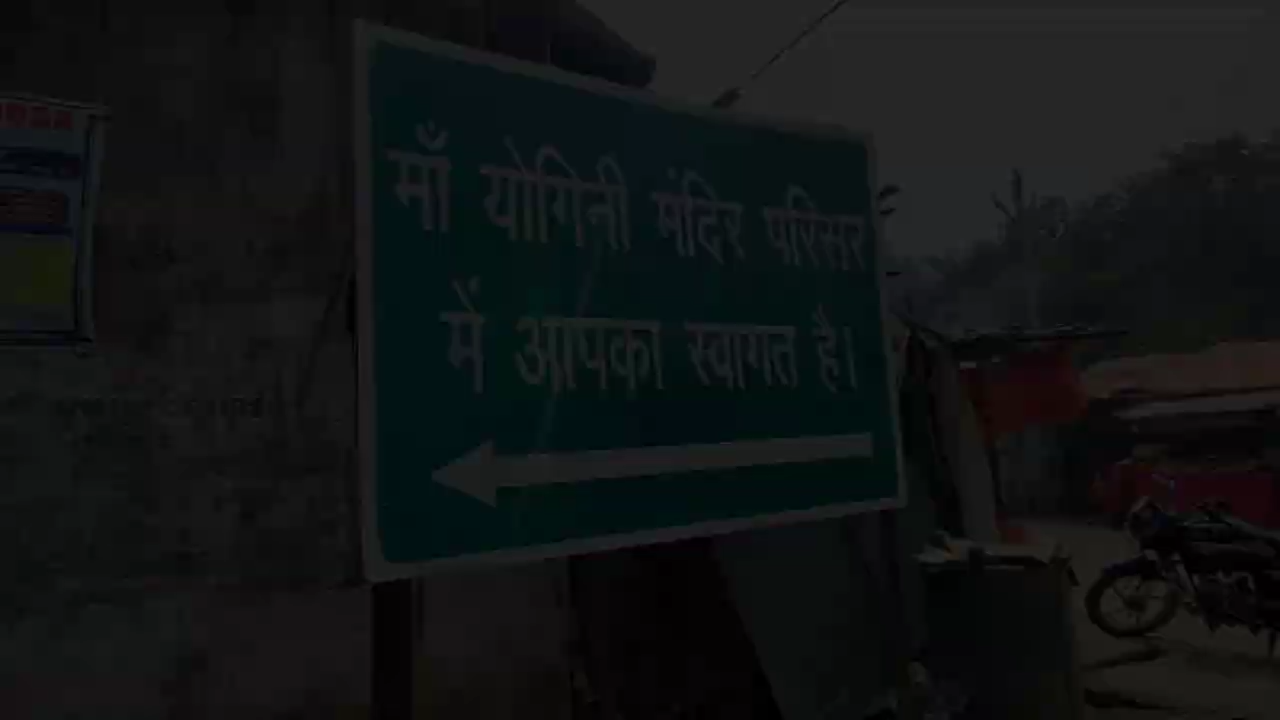 माँ योगिनी मंदिर परिसर
में आपका स्वागत है।